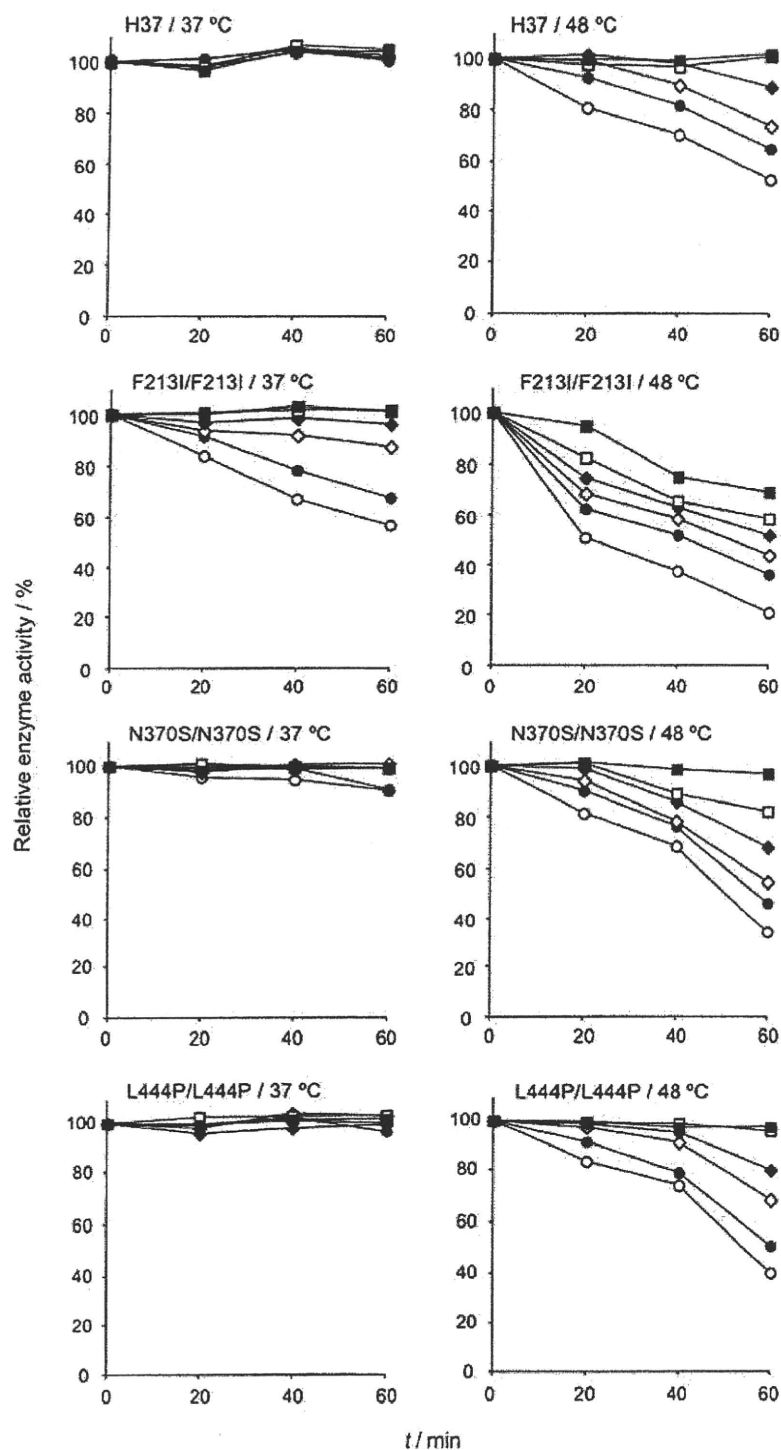 H37 / 37 ºC
100
80
60
40
20
0
0 20 40 60
H37 / 48 ºC
100
80
60
40
20
0
0 20 40 60
F213I/F213I / 37 ºC
100
80
60
40
20
0
0 20 40 60
F213I/F213I / 48 ºC
100
80
60
40
20
0
0 20 40 60
Relative enzyme activity / %
N370S/N370S / 37 ºC
100
80
60
40
20
0
0 20 40 60
N370S/N370S / 48 ºC
100
80
60
40
20
0
0 20 40 60
L444P/L444P / 37 ºC
100
80
60
40
20
0
0 20 40 60
L444P/L444P / 48 ºC
100
80
60
40
20
0
0 20 40 60
t / min